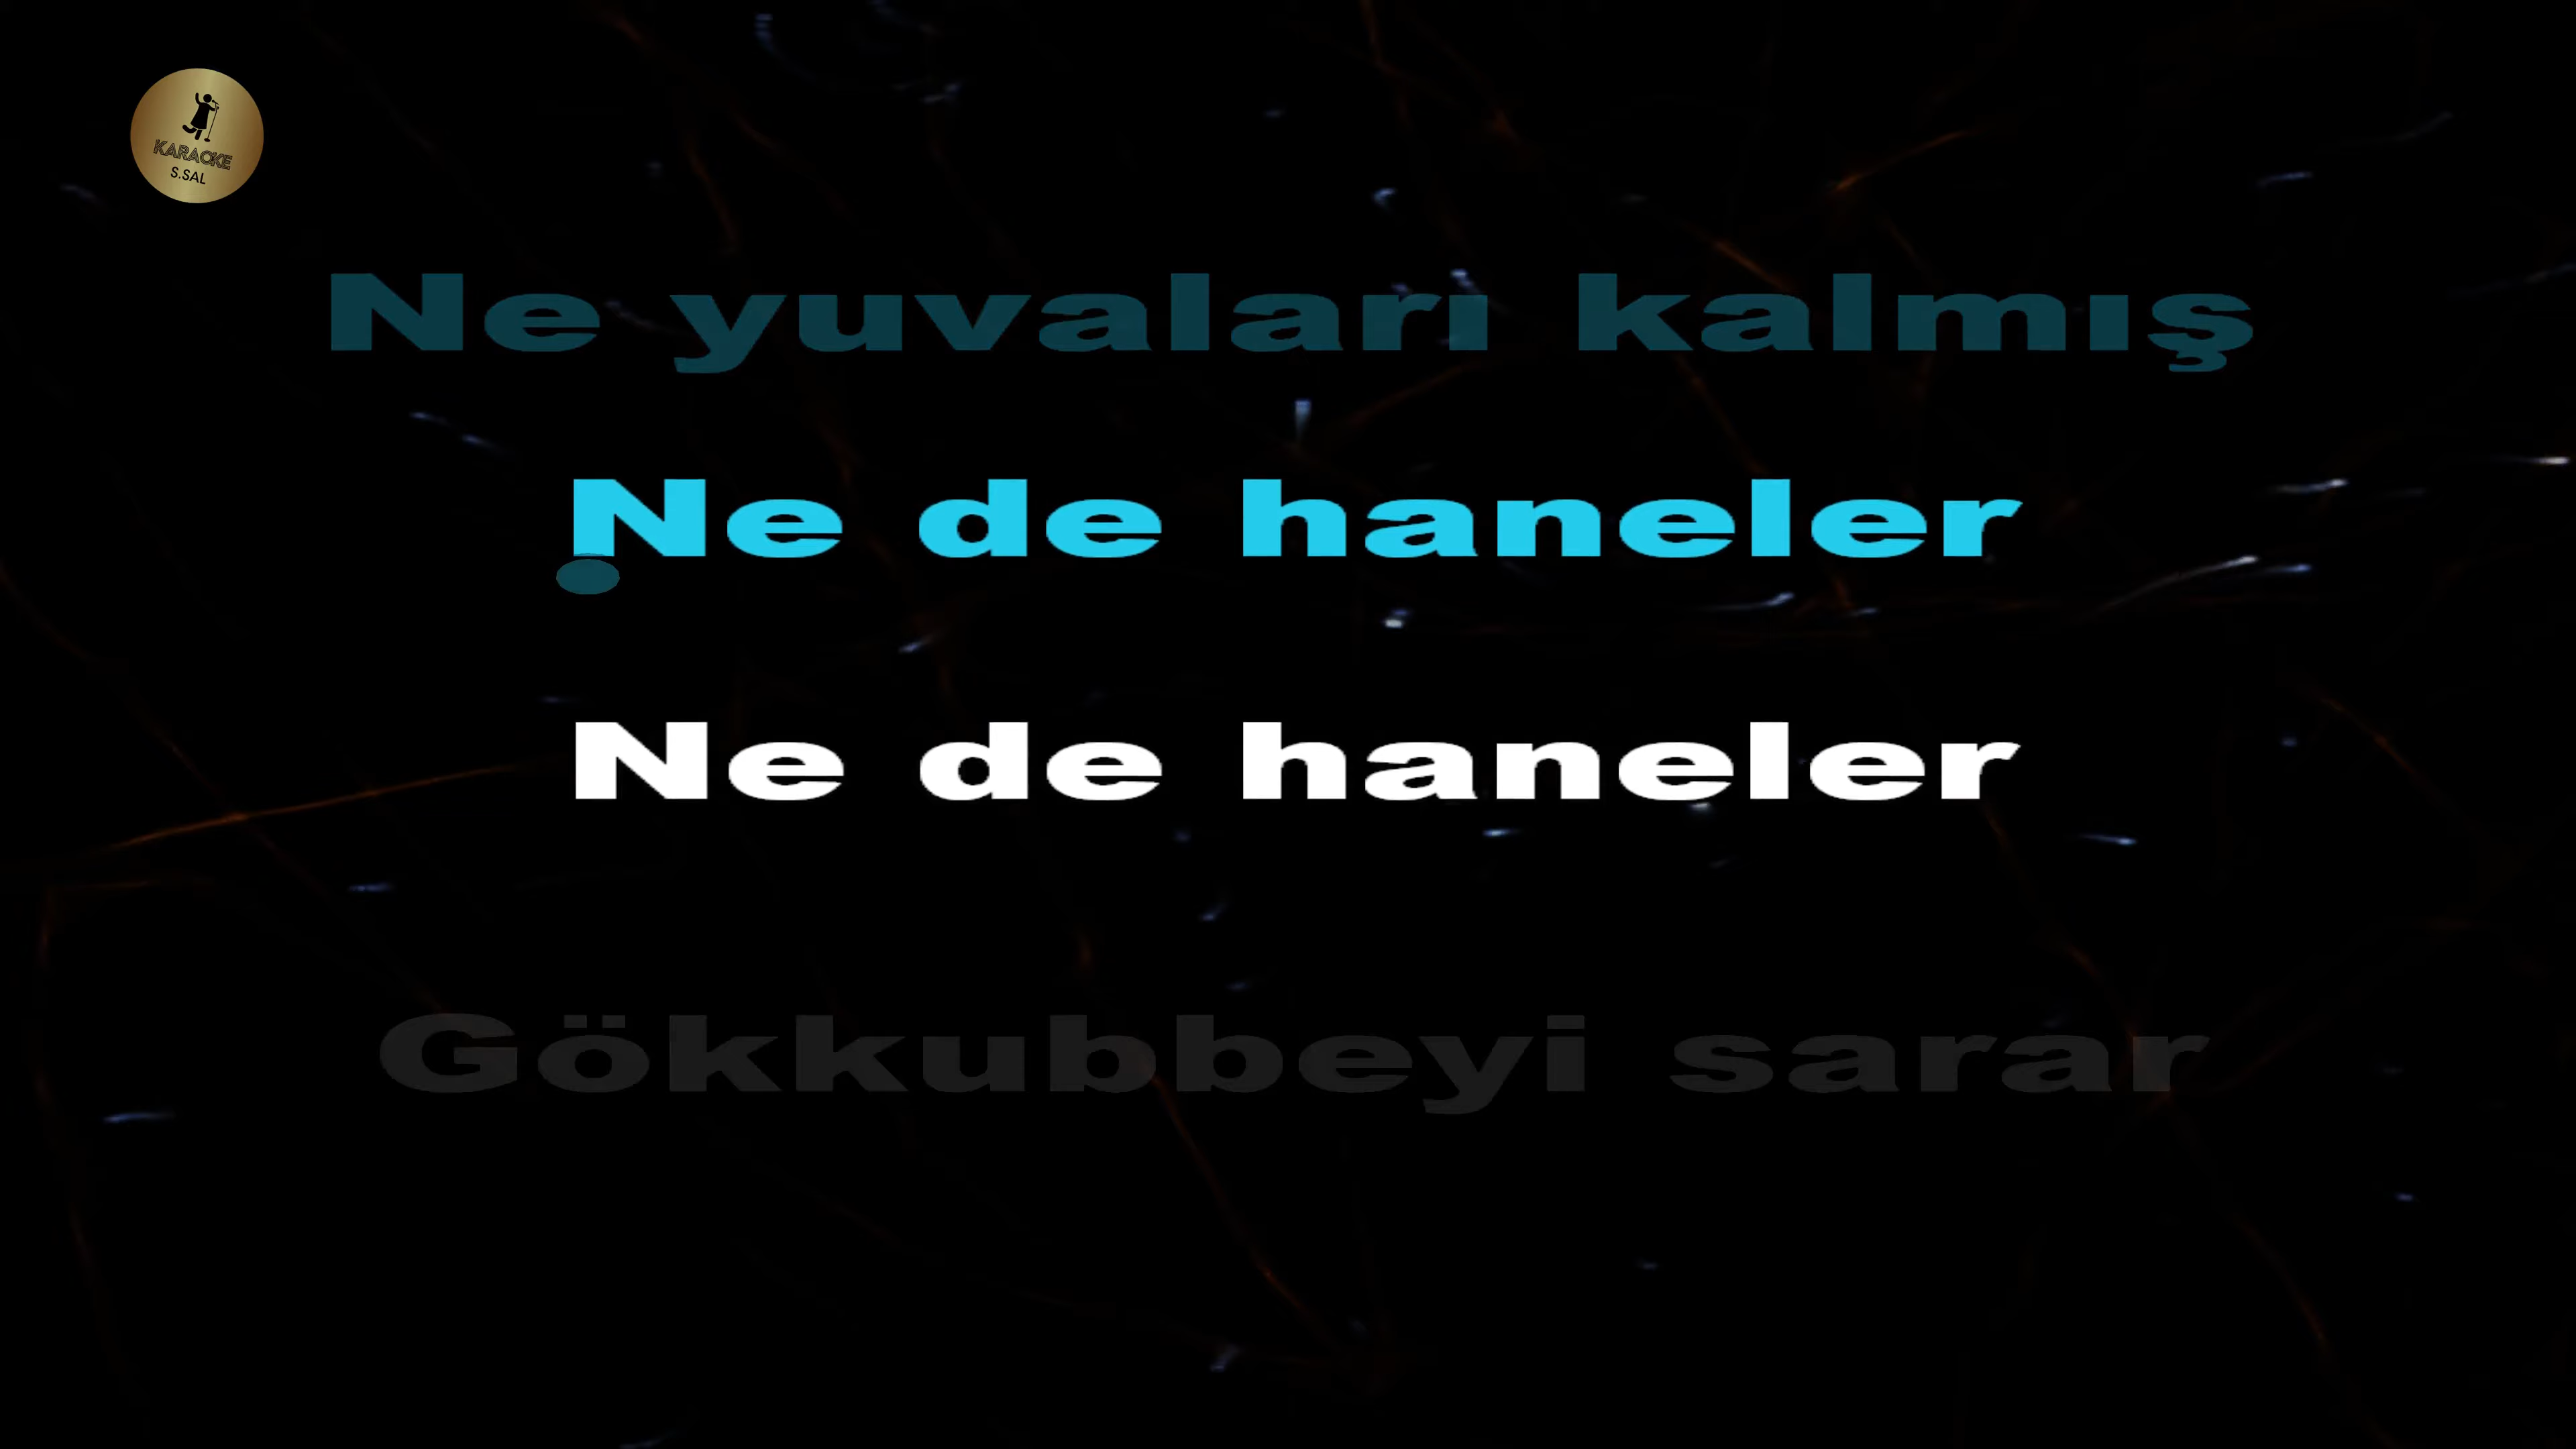 KARAOKE
S.SAL
Ne yuvaları kalmış
Ne de haneler
Ne de haneler
Gökkubbeyi sarar